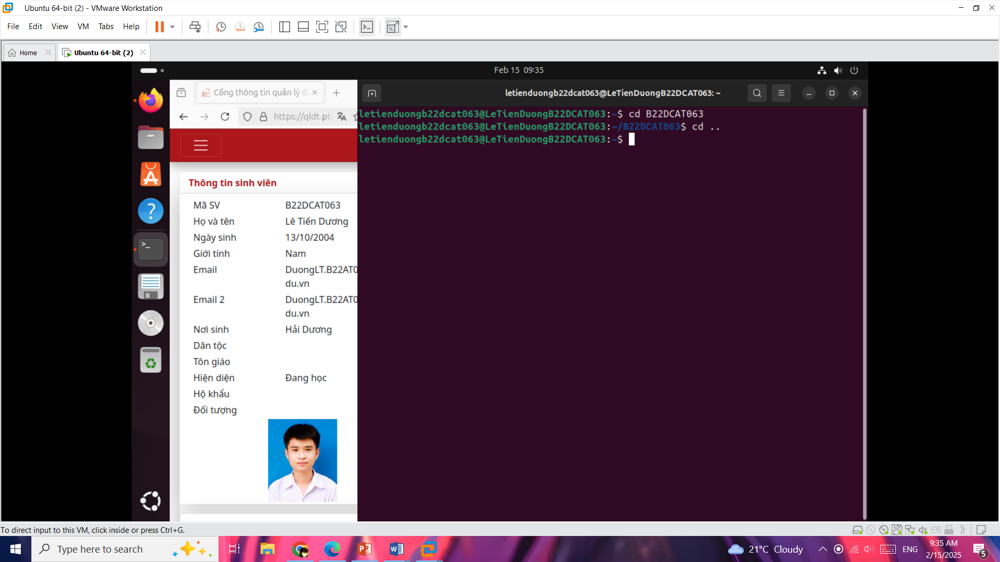 Ubuntu 64-bit (2) - VMware Workstation
File Edit View VM Tabs Help
Home Ubuntu 64-bit (2)
Feb 15 09:35
Cổng thông tin quản lý đà
letienduongb22dcat063@LeTienDuongB22DCAT063: ~
https://qldt.pti
letienduongb22dcat063@LeTienDuongB22DCAT063:~$ cd B22DCAT063
letienduongb22dcat063@LeTienDuongB22DCAT063:~/B22DCAT063$ cd ..
letienduongb22dcat063@LeTienDuongB22DCAT063:~$
Thông tin sinh viên
Mã SV B22DCAT063
Họ và tên Lê Tiến Dương
Ngày sinh 13/10/2004
Giới tính Nam
Email DuongLT.B22AT0
du.vn
Email 2 DuongLT.B22AT0
du.vn
Nơi sinh Hải Dương
Dân tộc
Tôn giáo
Hiện diện Đang học
Hộ khẩu
Đối tượng
To direct input to this VM, click inside or press Ctrl+G.
Type here to search
21°C Cloudy
ENG
9:35 AM
2/15/2025
5